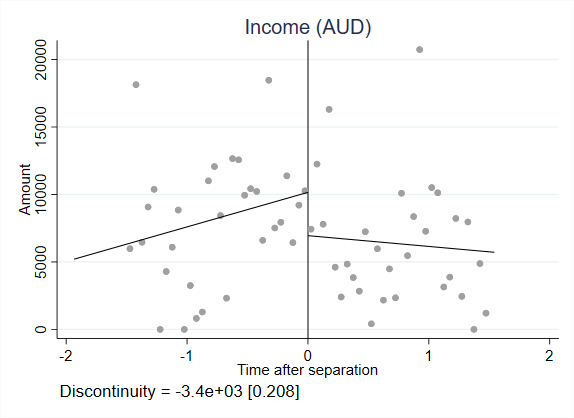 Income (AUD)
Amount
20000
15000
10000
5000
0
-2 -1 0 1 2
Time after separation
Discontinuity = -3.4e+03 [0.208]